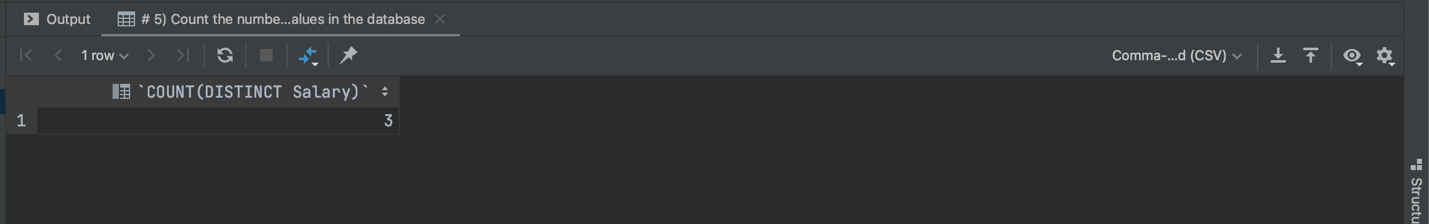 Output
# 5) Count the numbe...alues in the database
1 row
Comma-...d (CSV)
`COUNT(DISTINCT Salary)`
1 3
Structu